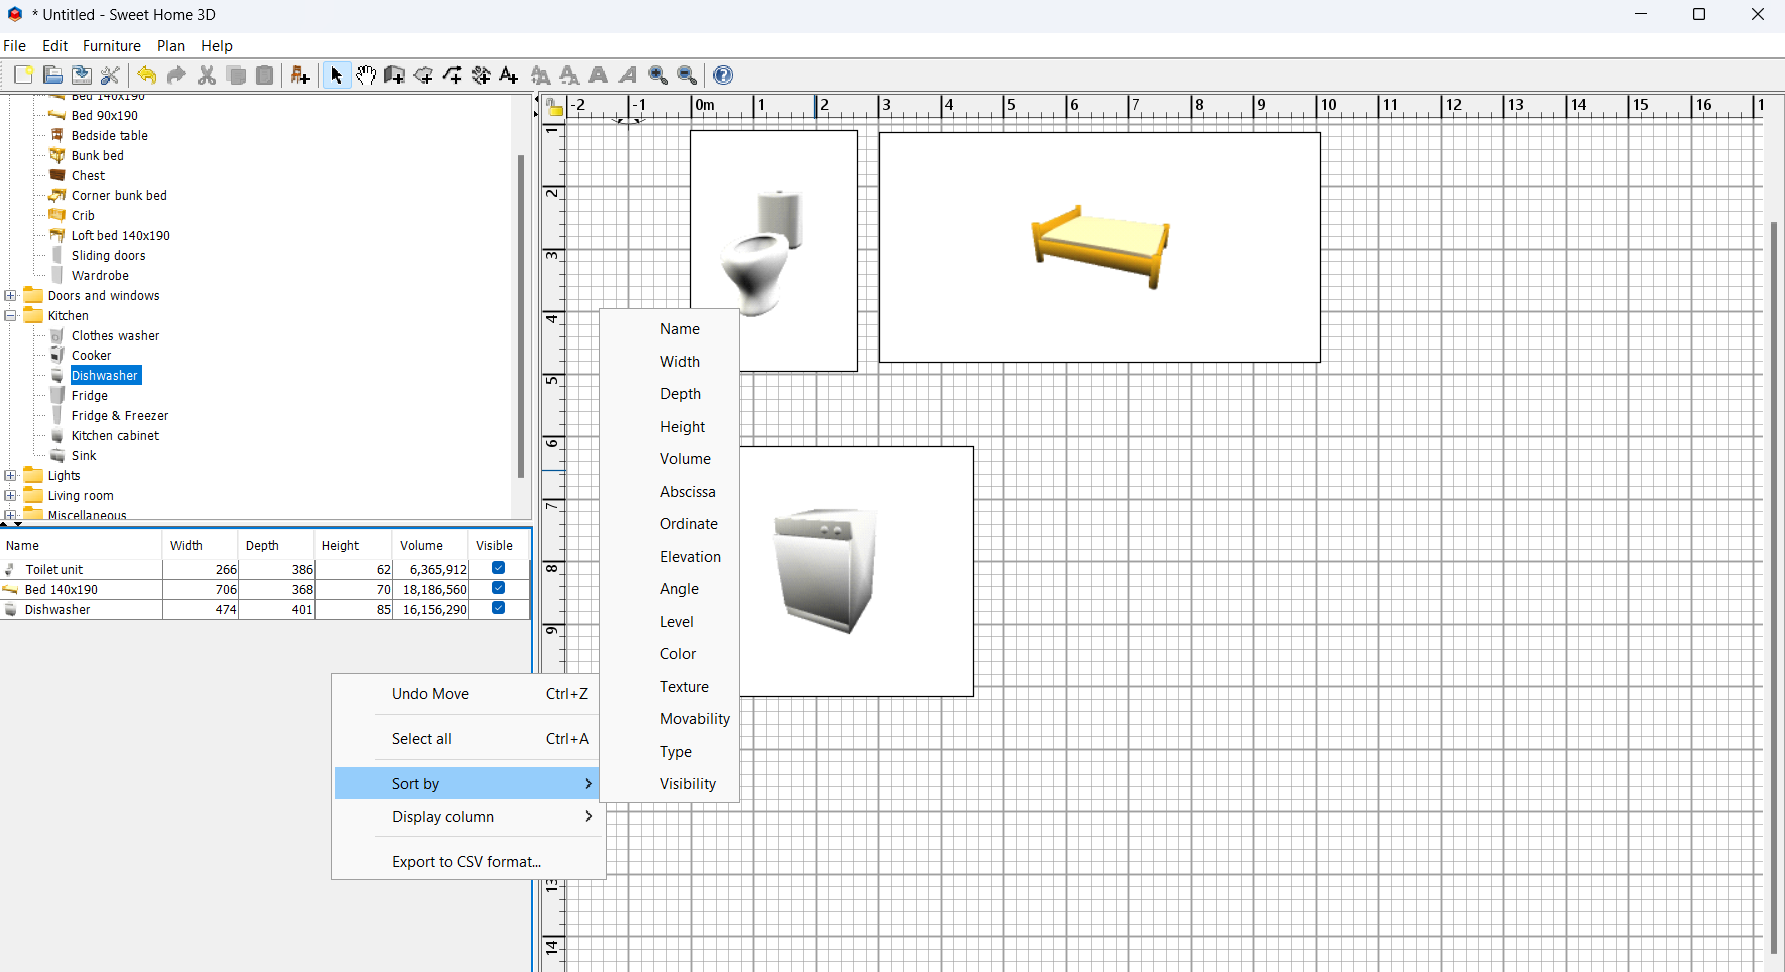 * Untitled - Sweet Home 3D
File Edit Furniture Plan Help
Bed 140x190
Bed 90x190
Bedside table
Bunk bed
Chest
Corner bunk bed
Crib
Loft bed 140x190
Sliding doors
Wardrobe
Doors and windows
Kitchen
Clothes washer
Cooker
Dishwasher
Fridge
Fridge & Freezer
Kitchen cabinet
Sink
Lights
Living room
Miscellaneous
Name Width Depth Height Volume Visible
Toilet unit 266 386 62 6,365,912
Bed 140x190 706 368 70 18,186,560
Dishwasher 474 401 85 16,156,290
Undo Move Ctrl+Z
Select all Ctrl+A
Sort by
Display column
Export to CSV format...
Name
Width
Depth
Height
Volume
Abscissa
Ordinate
Elevation
Angle
Level
Color
Texture
Movability
Type
Visibility
-2 -1 0m 1 2 3 4 5 6 7 8 9 10 11 12 13 14 15 16
1
2
3
4
5
6
7
8
9
13
14